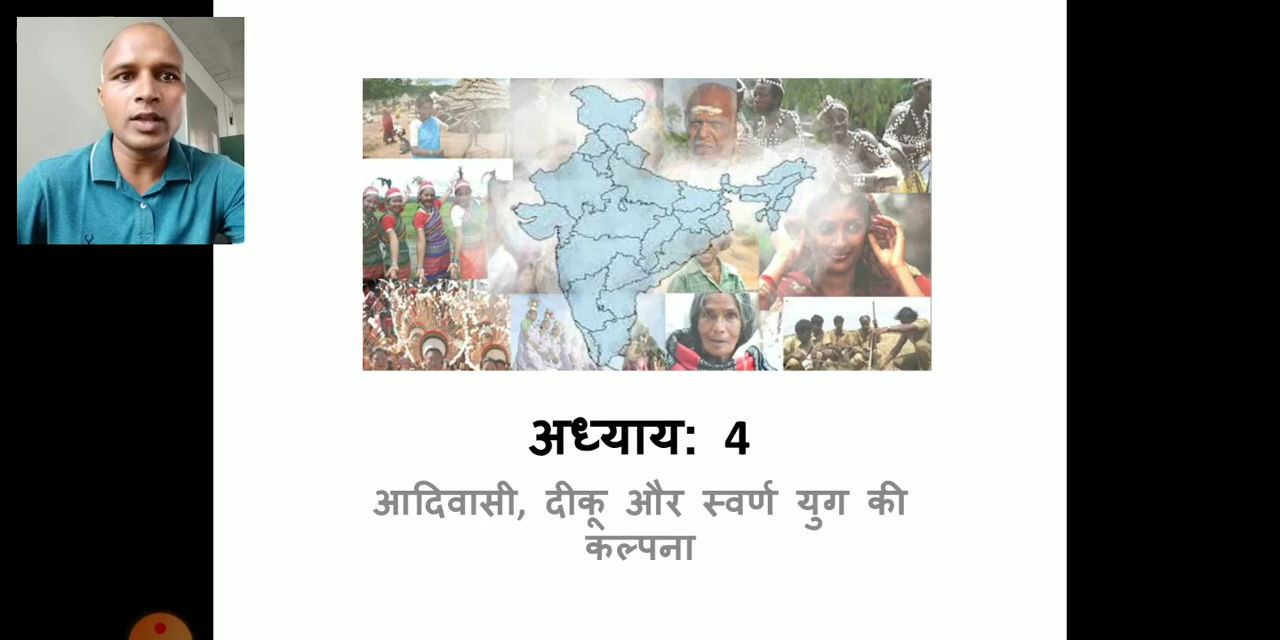 अध्याय: 4
आदिवासी, दीकू और स्वर्ण युग की
कल्पना